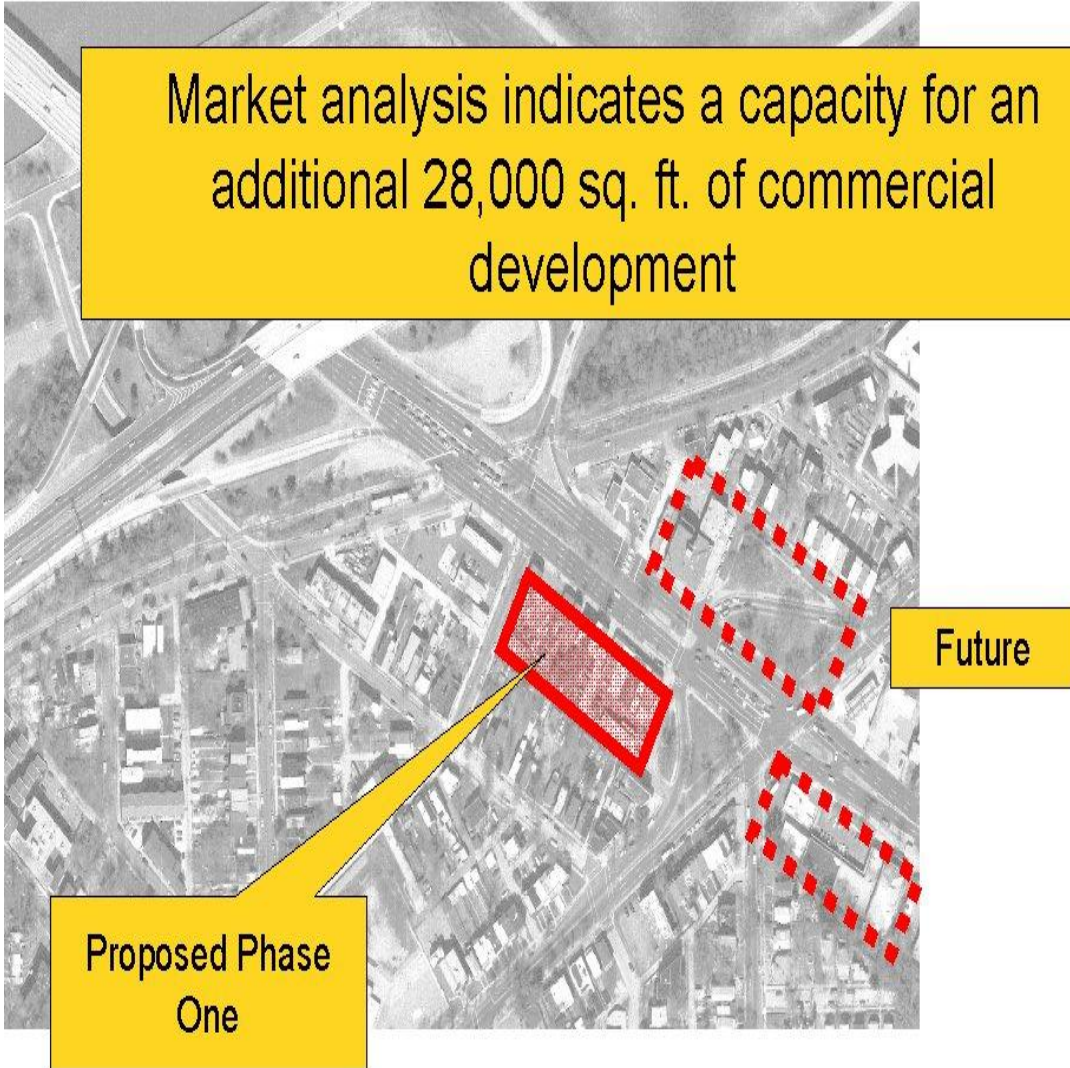 Market analysis indicates a capacity for an
additional 28,000 sq. ft. of commercial
development
Future
Proposed Phase
One